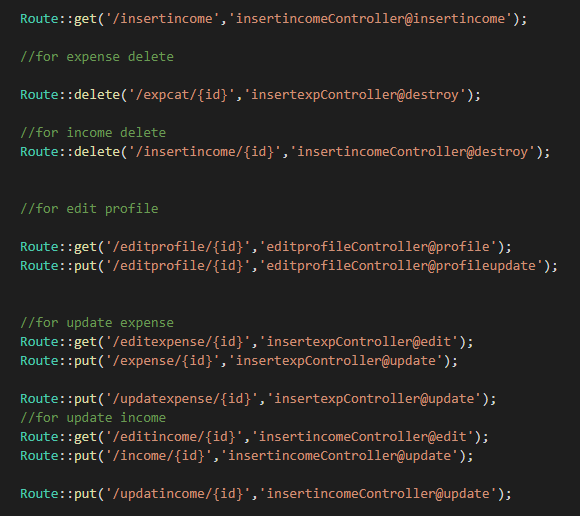 Route::get('/insertincome','insertincomeController@insertincome');
//for expense delete
Route::delete('/expcat/{id}','insertexpController@destroy');
//for income delete
Route::delete('/insertincome/{id}','insertincomeController@destroy');
//for edit profile
Route::get('/editprofile/{id}','editprofileController@profile');
Route::put('/editprofile/{id}','editprofileController@profileupdate');
//for update expense
Route::get('/editexpense/{id}','insertexpController@edit');
Route::put('/expense/{id}','insertexpController@update');
Route::put('/updatexpense/{id}','insertexpController@update');
//for update income
Route::get('/editincome/{id}','insertincomeController@edit');
Route::put('/income/{id}','insertincomeController@update');
Route::put('/updatincome/{id}','insertincomeController@update');